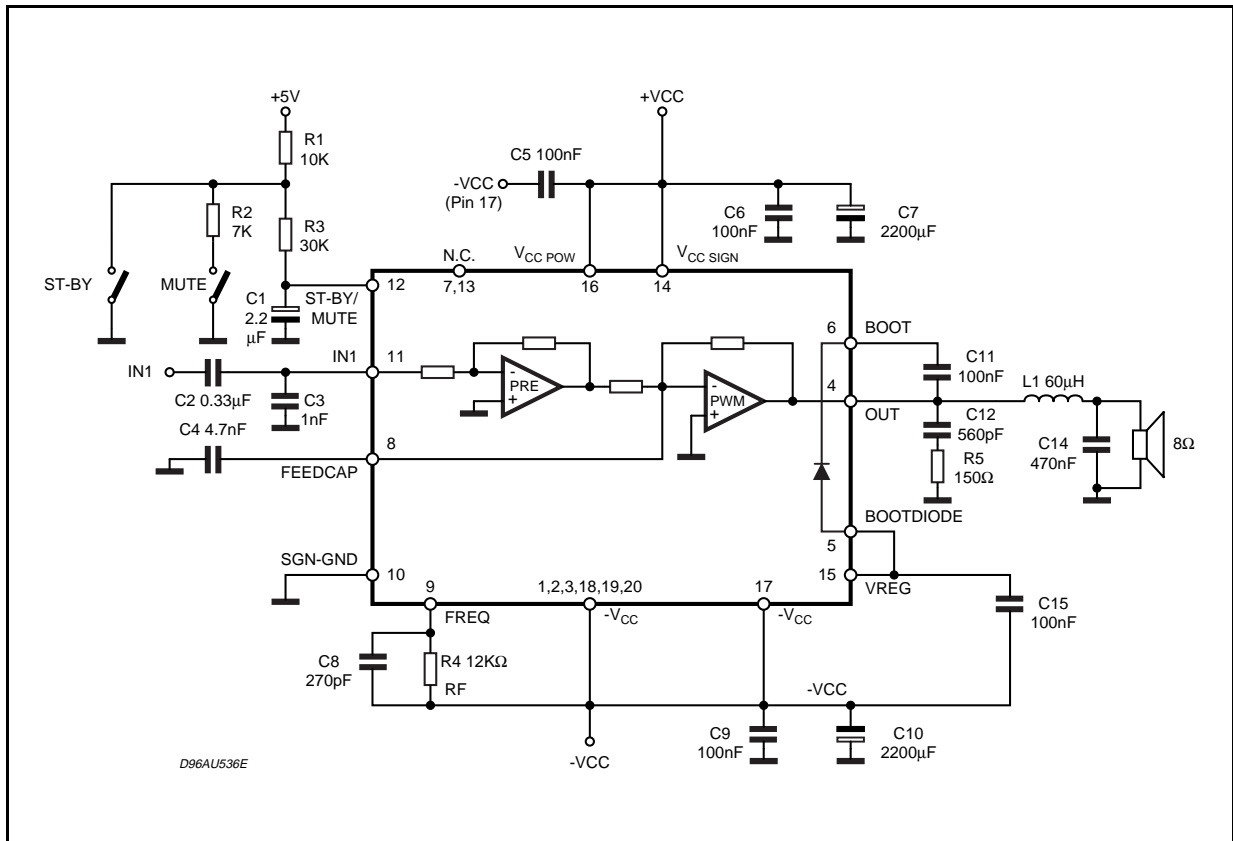 +5V
+VCC
R1
10K
C5 100nF
-VCC
(Pin 17)
R2
7K
R3
30K
C6
100nF
C7
2200µF
N.C.
VCC POW
VCC SIGN
ST-BY
MUTE
C1
2.2
µF
ST-BY/
MUTE
12
7,13
16
14
6
BOOT
IN1
IN1
11
C11
100nF
PRE
-
+
PWM
-
+
4
OUT
L1 60µH
C2 0.33µF
C3
1nF
C12
560pF
C4 4.7nF
8
FEEDCAP
R5
150Ω
C14
470nF
8Ω
BOOTDIODE
5
SGN-GND
10
9
1,2,3,18,19,20
17
15
VREG
FREQ
-VCC
-VCC
C15
100nF
C8
270pF
R4 12KΩ
RF
-VCC
C9
100nF
C10
2200µF
-VCC
D96AU536E